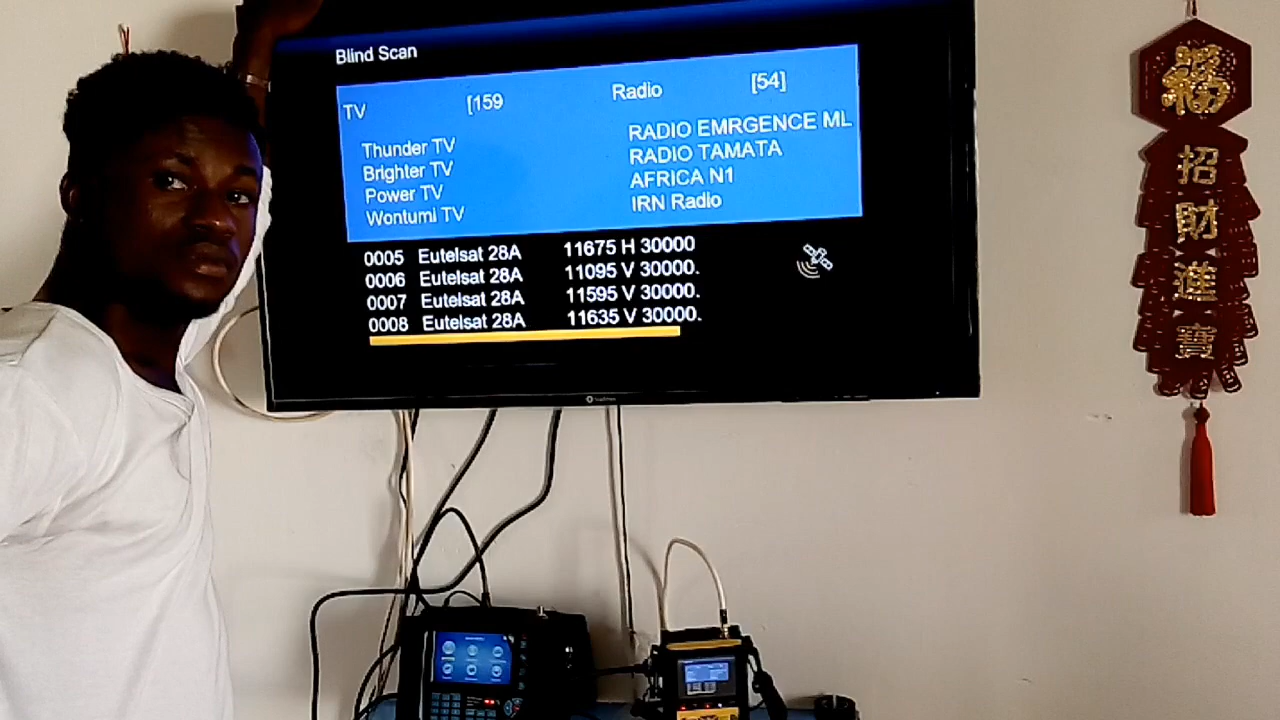 Blind Scan
TV [159 Radio [54]
Thunder TV
Brighter TV
Power TV
Wontumi TV
RADIO EMRGENCE ML
RADIO TAMATA
AFRICA N1
IRN Radio
0005 Eutelsat 28A 11675 H 30000
0006 Eutelsat 28A 11095 V 30000.
0007 Eutelsat 28A 11595 V 30000.
0008 Eutelsat 28A 11635 V 30000.
招
財
進
寶